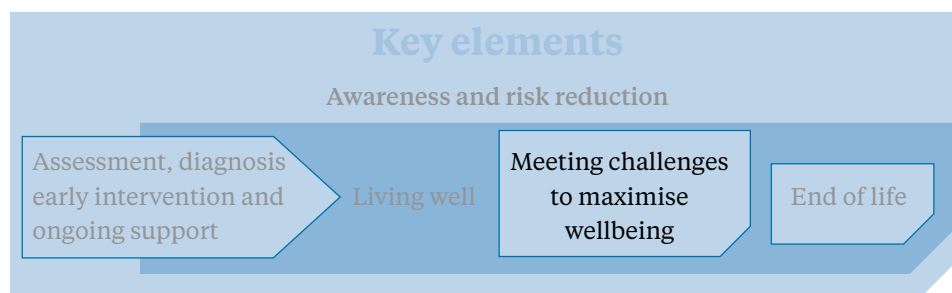 Key elements
Awareness and risk reduction
Assessment, diagnosis
early intervention and
ongoing support
Living well
Meeting challenges
to maximise
wellbeing
End of life